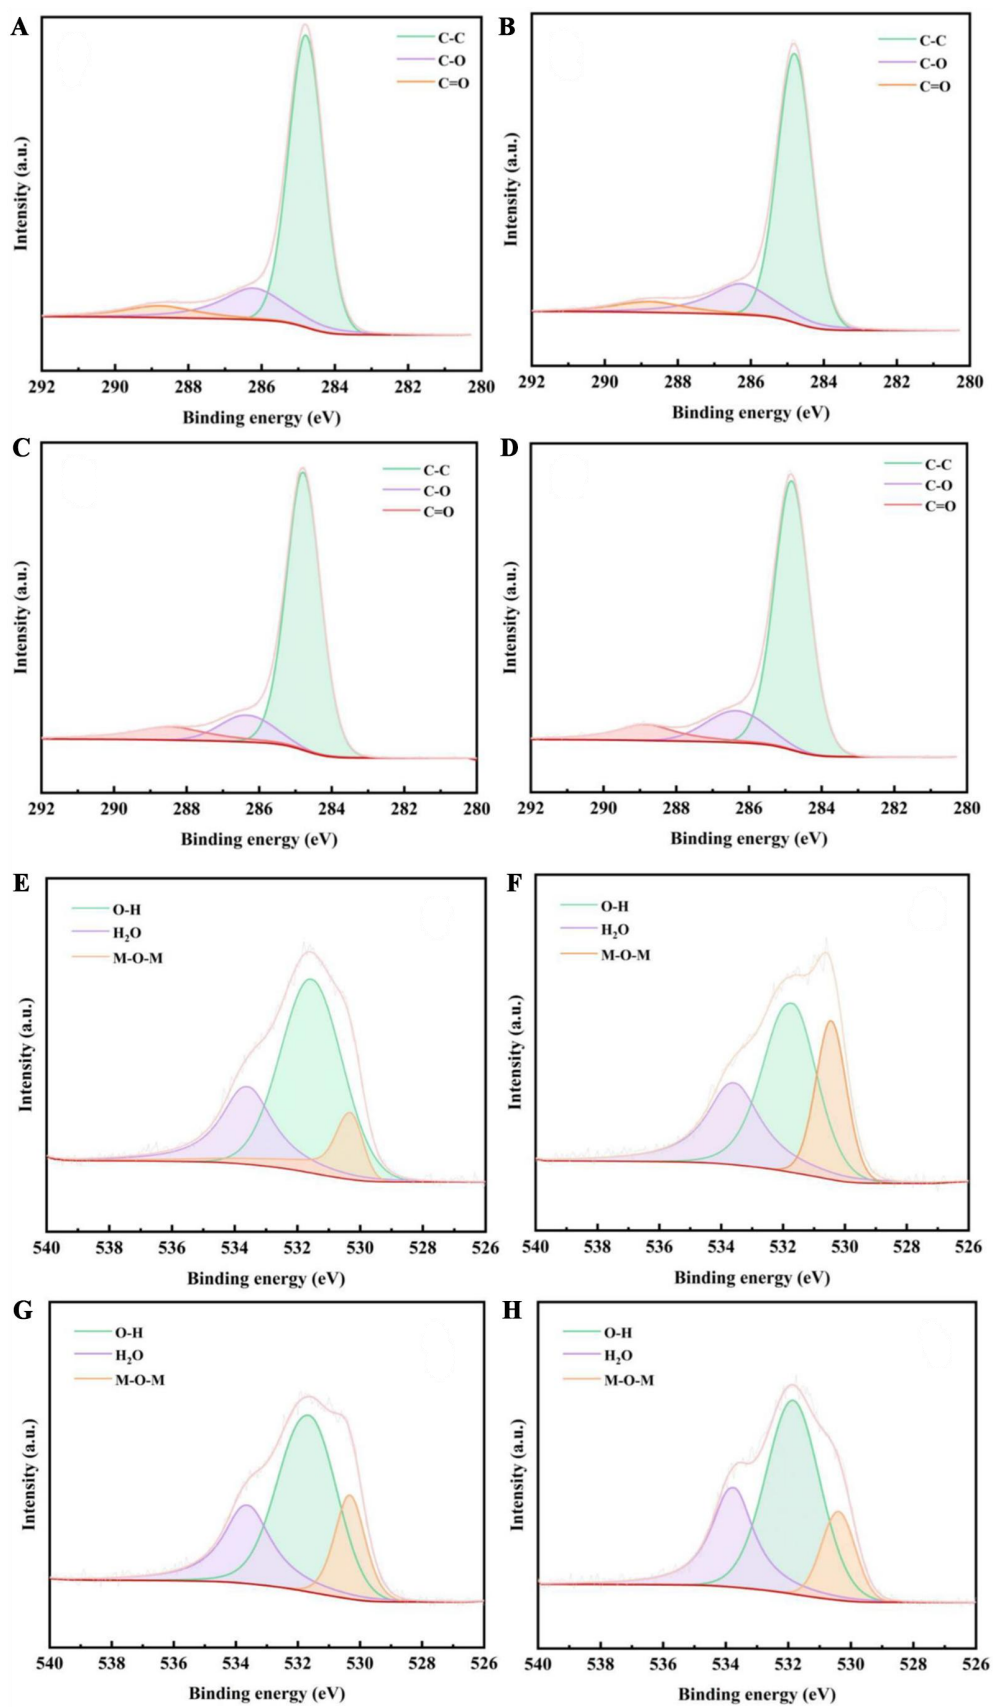 A
C-C
C-O
C=O
Intensity (a.u.)
292 290 288 286 284 282 280
Binding energy (eV)
B
C-C
C-O
C=O
Intensity (a.u.)
292 290 288 286 284 282 280
Binding energy (eV)
C
C-C
C-O
C=O
Intensity (a.u.)
292 290 288 286 284 282 280
Binding energy (eV)
D
C-C
C-O
C=O
Intensity (a.u.)
292 290 288 286 284 282 280
Binding energy (eV)
E
O-H
H₂O
M-O-M
Intensity (a.u.)
540 538 536 534 532 530 528 526
Binding energy (eV)
F
O-H
H₂O
M-O-M
Intensity (a.u.)
540 538 536 534 532 530 528 526
Binding energy (eV)
G
O-H
H₂O
M-O-M
Intensity (a.u.)
540 538 536 534 532 530 528 526
Binding energy (eV)
H
O-H
H₂O
M-O-M
Intensity (a.u.)
540 538 536 534 532 530 528 526
Binding energy (eV)